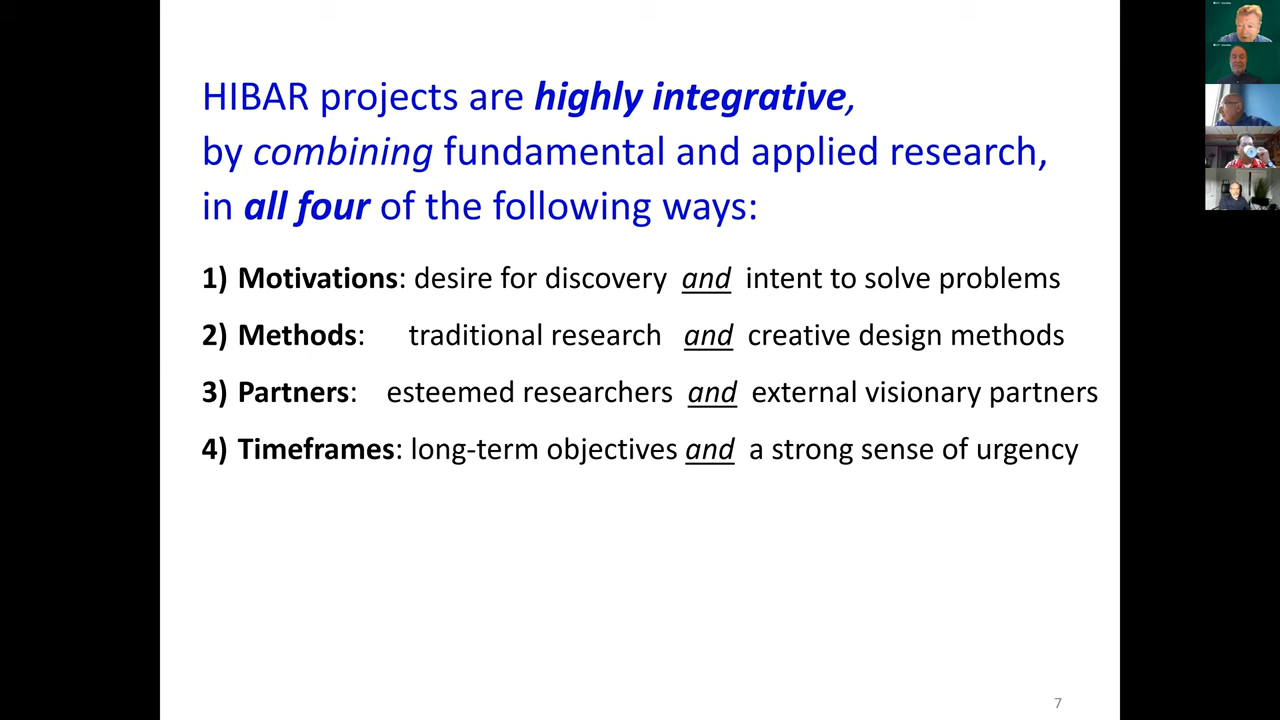 HIBAR projects are highly integrative,
by combining fundamental and applied research,
in all four of the following ways:
1) Motivations: desire for discovery and intent to solve problems
2) Methods: traditional research and creative design methods
3) Partners: esteemed researchers and external visionary partners
4) Timeframes: long-term objectives and a strong sense of urgency
7